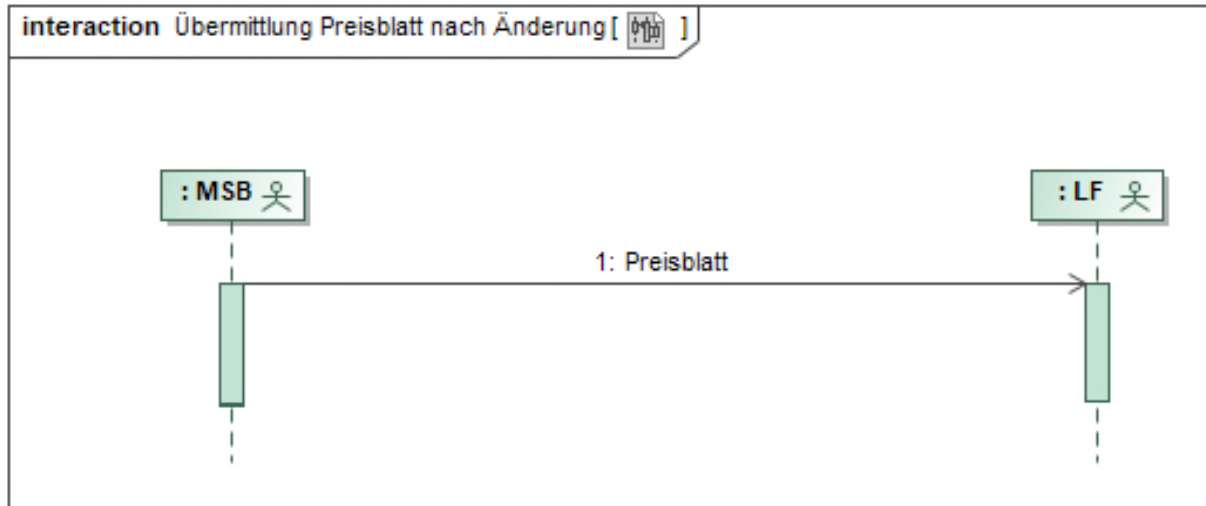 interaction Übermittlung Preisblatt nach Änderung [ ]
: MSB
: LF
1: Preisblatt